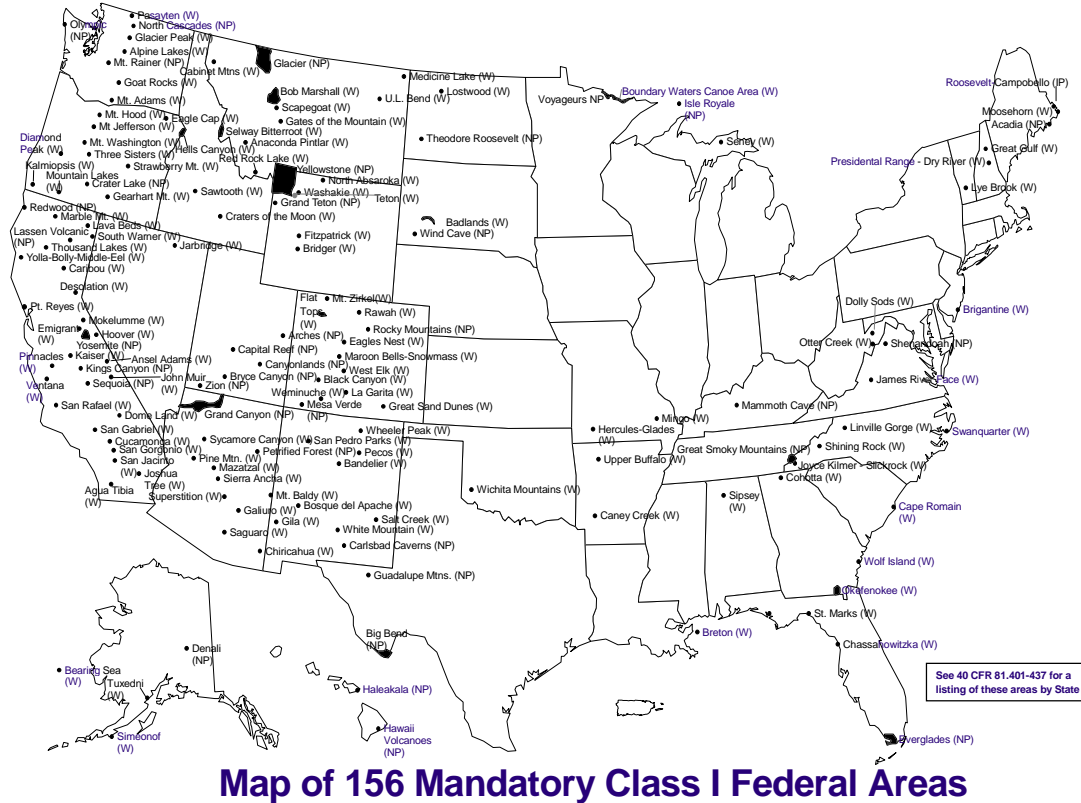 Pasayten (W)
Olympic
(NP)
North Cascades (NP)
Glacier Peak (W)
Alpine Lakes (W)
Mt. Rainer (NP)
Goat Rocks (W)
Mt. Adams (W)
Mt. Hood (W)
Mt Jefferson (W)
Eagle Cap (W)
Diamond
Peak (W)
Mt. Washington (W)
Hells Canyon (W)
Three Sisters (W)
Strawberry Mt. (W)
Kalmiopsis (W)
Mountain Lakes
(W)
Crater Lake (NP)
Gearhart Mt. (W)
Cabinet Mtns (W)
Glacier (NP)
Medicine Lake (W)
Lostwood (W)
Bob Marshall (W)
U.L. Bend (W)
Scapegoat (W)
Gates of the Mountain (W)
Selway Bitterroot (W)
Anaconda Pintlar (W)
Theodore Roosevelt (NP)
Red Rock Lake (W)
Yellowstone (NP)
North Absaroka (W)
Washakie (W)
Teton (W)
Grand Teton (NP)
Sawtooth (W)
Craters of the Moon (W)
Fitzpatrick (W)
Bridger (W)
Badlands (W)
Wind Cave (NP)
Voyageurs NP
Boundary Waters Canoe Area (W)
Isle Royale
(NP)
Seney (W)
Roosevelt-Campobello (IP)
Moosehorn (W)
Acadia (NP)
Great Gulf (W)
Presidential Range - Dry River (W)
Lye Brook (W)
Redwood (NP)
Marble Mt. (W)
Lava Beds (W)
Lassen Volcanic
(NP)
South Warner (W)
Thousand Lakes (W)
Yolla-Bolly-Middle-Eel (W)
Caribou (W)
Jarbridge (W)
Desolation (W)
Pt. Reyes (W)
Mokelumme (W)
Emigrant
(W)
Hoover (W)
Yosemite (NP)
Pinnacles
(W)
Kaiser (W)
Ansel Adams (W)
Kings Canyon (NP)
John Muir
(W)
Ventana
(W)
Sequoia (NP)
San Rafael (W)
Dome Land (W)
San Gabriel (W)
Cucamonga (W)
San Gorgonio (W)
San Jacinto
(W)
Joshua
Tree (W)
Agua Tibia
(W)
Flat
Tops
(W)
Mt. Zirkel (W)
Rawah (W)
Rocky Mountains (NP)
Arches (NP)
Eagles Nest (W)
Capital Reef (NP)
Maroon Bells-Snowmass (W)
Canyonlands (NP)
West Elk (W)
Bryce Canyon (NP)
Black Canyon (W)
Zion (NP)
Weminuche (W)
La Garita (W)
Mesa Verde
(NP)
Great Sand Dunes (W)
Grand Canyon (NP)
Wheeler Peak (W)
Sycamore Canyon (W)
San Pedro Parks (W)
Petrified Forest (NP)
Pecos (W)
Pine Mtn. (W)
Bandelier (W)
Mazatzal (W)
Sierra Ancha (W)
Superstition (W)
Mt. Baldy (W)
Bosque del Apache (W)
Galiuro (W)
Gila (W)
Salt Creek (W)
White Mountain (W)
Saguaro (W)
Carlsbad Caverns (NP)
Chiricahua (W)
Guadalupe Mtns. (NP)
Wichita Mountains (W)
Big Bend
(NP)
Dolly Sods (W)
Brigantine (W)
Otter Creek (W)
Shenandoah (NP)
James River Face (W)
Mammoth Cave (NP)
Mingo (W)
Hercules-Glades
(W)
Upper Buffalo (W)
Linville Gorge (W)
Swanquarter (W)
Great Smoky Mountains (NP)
Shining Rock (W)
Joyce Kilmer - Slickrock (W)
Cohotta (W)
Sipsey
(W)
Caney Creek (W)
Cape Romain
(W)
Wolf Island (W)
Okefenokee (W)
St. Marks (W)
Breton (W)
Chassahowitzka (W)
Everglades (NP)
Denali
(NP)
Bearing Sea
(W)
Tuxedni
(W)
Simeonof
(W)
Haleakala (NP)
Hawaii
Volcanoes
(NP)
See 40 CFR 81.401-437 for a
listing of these areas by State
Map of 156 Mandatory Class I Federal Areas